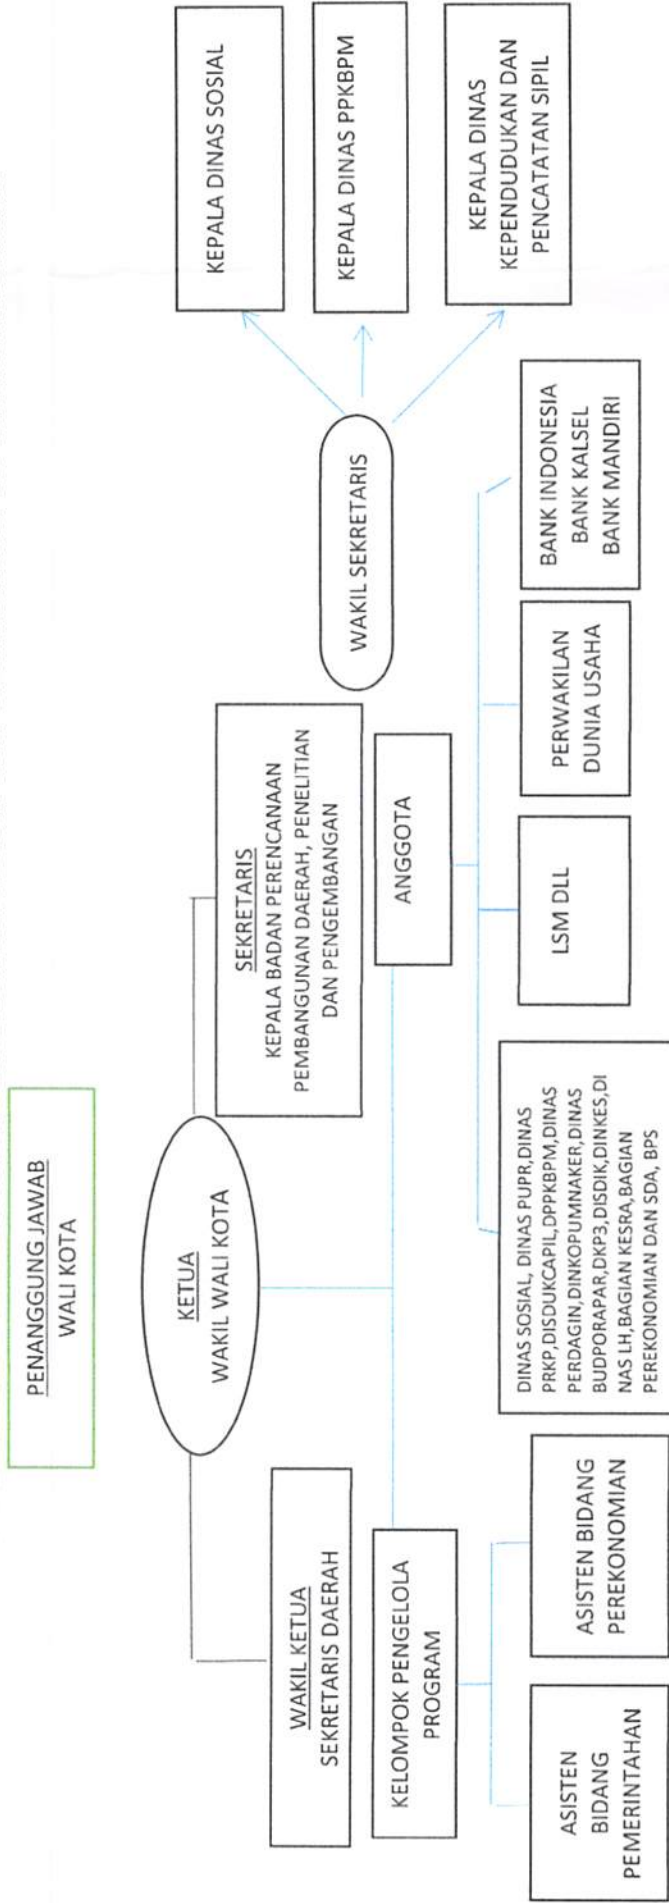 PENANGGUNG JAWAB
WALI KOTA
KETUA
WAKIL WALI KOTA
WAKIL KETUA
SEKRETARIS DAERAH
SEKRETARIS
KEPALA BADAN PERENCANAAN
PEMBANGUNAN DAERAH, PENELITIAN
DAN PENGEMBANGAN
WAKIL SEKRETARIS
KEPALA DINAS SOSIAL
KEPALA DINAS PPKBPM
KEPALA DINAS
KEPENDUDUKAN DAN
PENCATATAN SIPIL
KELOMPOK PENGELOLA
PROGRAM
ANGGOTA
ASISTEN
BIDANG
PEMERINTAHAN
ASISTEN BIDANG
PEREKONOMIAN
DINAS SOSIAL, DINAS PUPR,DINAS
PRKP,DISDUKCAPIL,DPPKBPM,DINAS
PERDAGIN,DINKOPUMNAKER,DINAS
BUDPORAPAR,DKP3,DISDIK,DINKES,DI
NAS LH,BAGIAN KESRA,BAGIAN
PEREKONOMIAN DAN SDA, BPS
LSM DLL
PERWAKILAN
DUNIA USAHA
BANK INDONESIA
BANK KALSEL
BANK MANDIRI